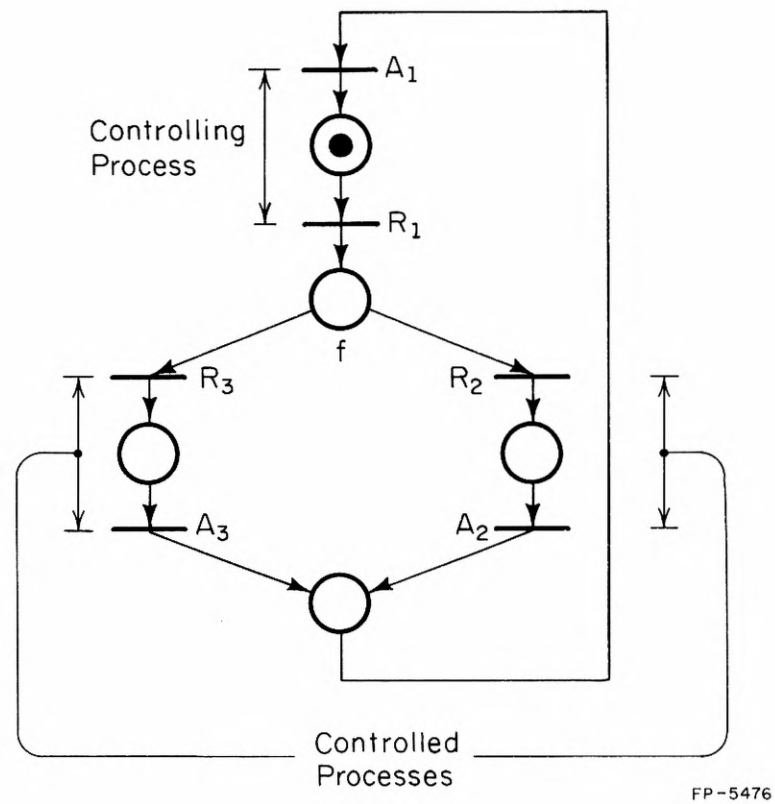 A1
Controlling
Process
R1
f
R3
R2
A3
A2
Controlled
Processes
FP-5476